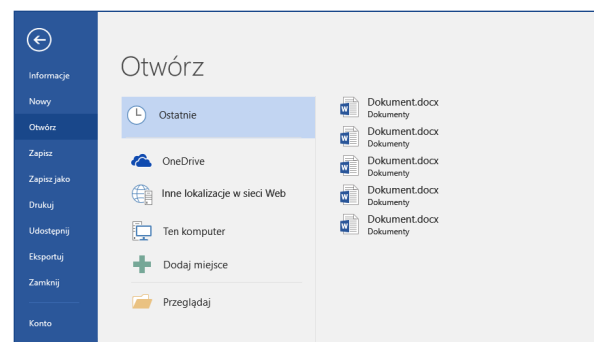 Informacje
Nowy
Otwórz
Zapisz
Zapisz jako
Drukuj
Udostępnij
Eksportuj
Zamknij
Konto
Otwórz
Ostatnie
OneDrive
Inne lokalizacje w sieci Web
Ten komputer
Dodaj miejsce
Przeglądaj
Dokument.docx
Dokumenty
Dokument.docx
Dokumenty
Dokument.docx
Dokumenty
Dokument.docx
Dokumenty
Dokument.docx
Dokumenty